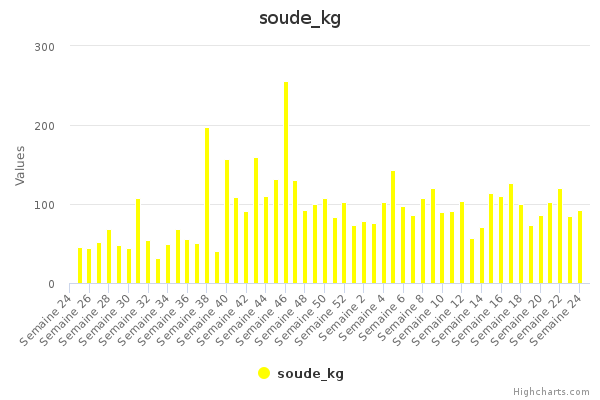 soude_kg
300
200
100
0
Values
Semaine 24
Semaine 26
Semaine 28
Semaine 30
Semaine 32
Semaine 34
Semaine 36
Semaine 38
Semaine 40
Semaine 42
Semaine 44
Semaine 46
Semaine 48
Semaine 50
Semaine 52
Semaine 2
Semaine 4
Semaine 6
Semaine 8
Semaine 10
Semaine 12
Semaine 14
Semaine 16
Semaine 18
Semaine 20
Semaine 22
Semaine 24
soude_kg
Highcharts.com